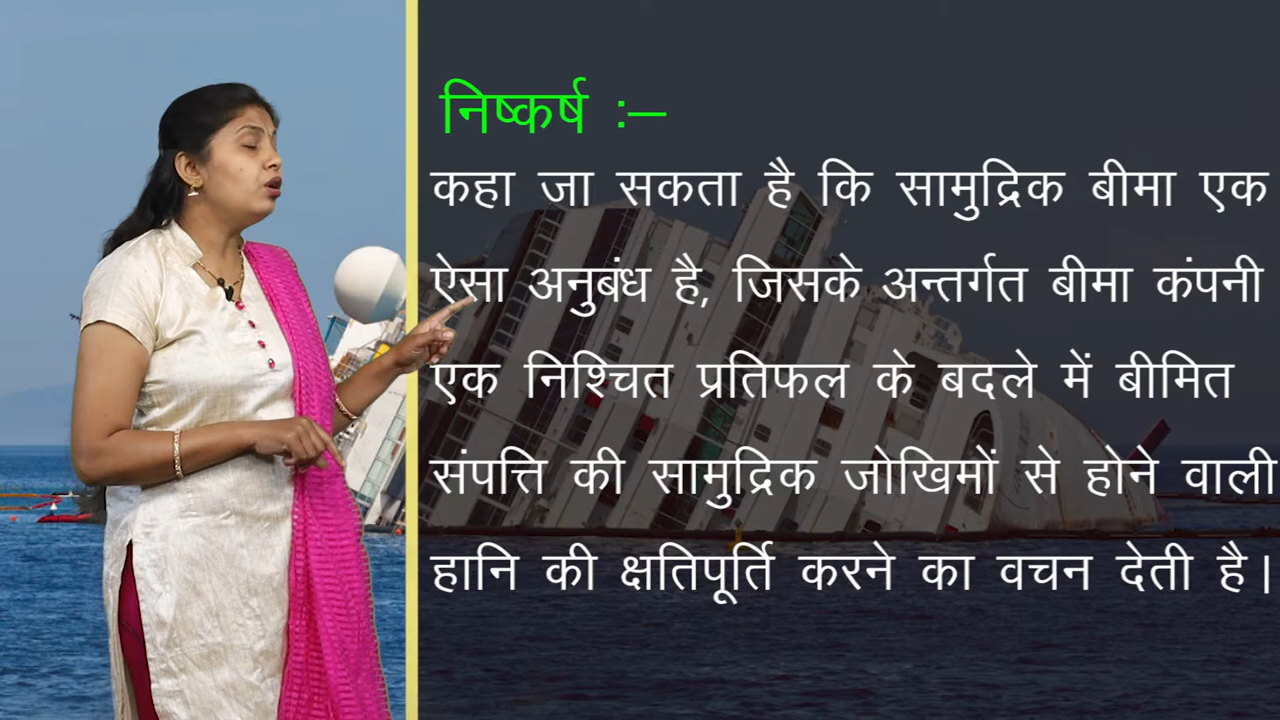 निष्कर्ष :–
कहा जा सकता है कि सामुद्रिक बीमा एक
ऐसा अनुबंध है, जिसके अन्तर्गत बीमा कंपनी
एक निश्चित प्रतिफल के बदले में बीमित
संपत्ति की सामुद्रिक जोखिमों से होने वाली
हानि की क्षतिपूर्ति करने का वचन देती है।